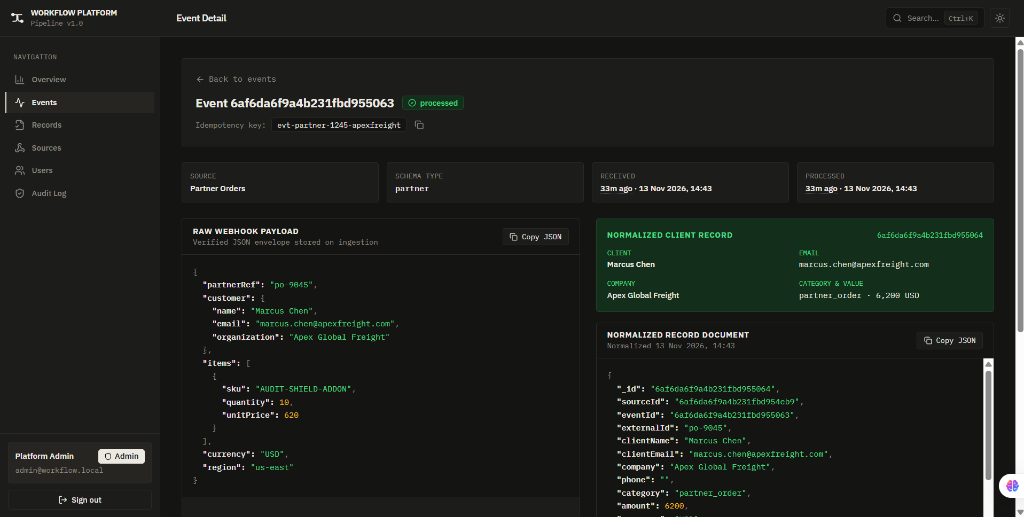 WORKFLOW PLATFORM
Pipeline v1.0
Event Detail
Search... Ctrl+K
NAVIGATION
Overview
Events
Records
Sources
Users
Audit Log
Platform Admin Admin
admin@workflow.local
Sign out
← Back to events
Event 6af6da6f9a4b231fbd955063 processed
Idempotency key: evt-partner-1245-apexfreight
SOURCE
Partner Orders
SCHEMA TYPE
partner
RECEIVED
33m ago · 13 Nov 2026, 14:43
PROCESSED
33m ago · 13 Nov 2026, 14:43
RAW WEBHOOK PAYLOAD
Verified JSON envelope stored on ingestion
Copy JSON
{
"partnerRef": "po-9045",
"customer": {
"name": "Marcus Chen",
"email": "marcus.chen@apexfreight.com",
"organization": "Apex Global Freight"
},
"items": [
{
"sku": "AUDIT-SHIELD-ADDON",
"quantity": 10,
"unitPrice": 620
}
],
"currency": "USD",
"region": "us-east"
}
NORMALIZED CLIENT RECORD 6af6da6f9a4b231fbd955064
CLIENT
Marcus Chen
EMAIL
marcus.chen@apexfreight.com
COMPANY
Apex Global Freight
CATEGORY & VALUE
partner_order · 6,200 USD
NORMALIZED RECORD DOCUMENT
Normalized 13 Nov 2026, 14:43
Copy JSON
{
"_id": "6af6da6f9a4b231fbd955064",
"sourceId": "6af6da6f9a4b231fbd954eb9",
"eventId": "6af6da6f9a4b231fbd955063",
"externalId": "po-9045",
"clientName": "Marcus Chen",
"clientEmail": "marcus.chen@apexfreight.com",
"company": "Apex Global Freight",
"phone": "",
"category": "partner_order",
"amount": 6200,